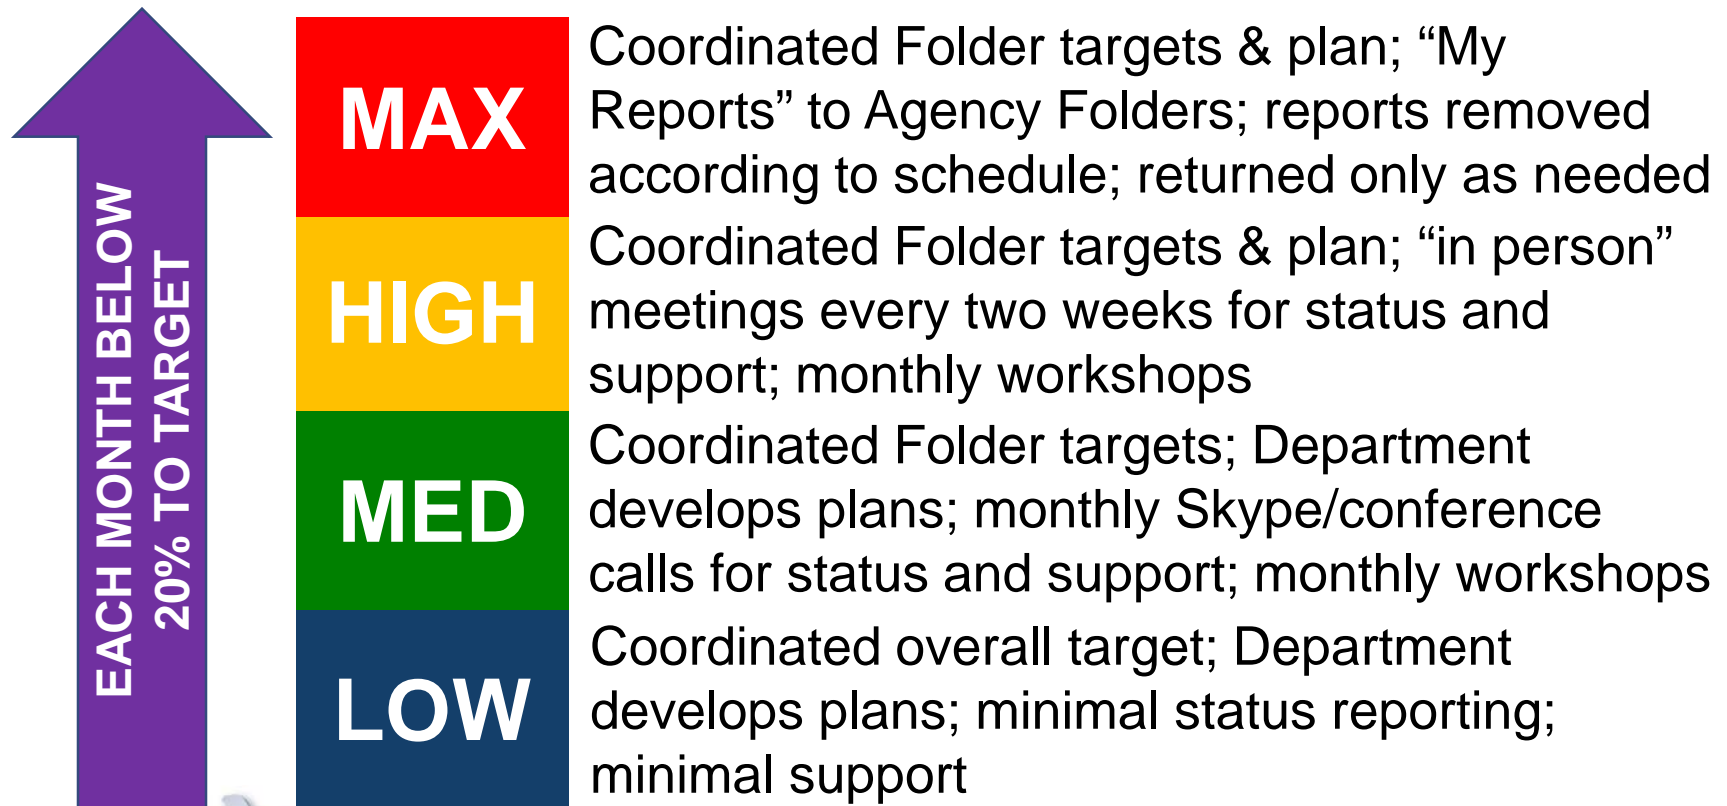 EACH MONTH BELOW
20% TO TARGET
MAX
Coordinated Folder targets & plan; “My
Reports” to Agency Folders; reports removed
according to schedule; returned only as needed
HIGH
Coordinated Folder targets & plan; “in person”
meetings every two weeks for status and
support; monthly workshops
MED
Coordinated Folder targets; Department
develops plans; monthly Skype/conference
calls for status and support; monthly workshops
LOW
Coordinated overall target; Department
develops plans; minimal status reporting;
minimal support